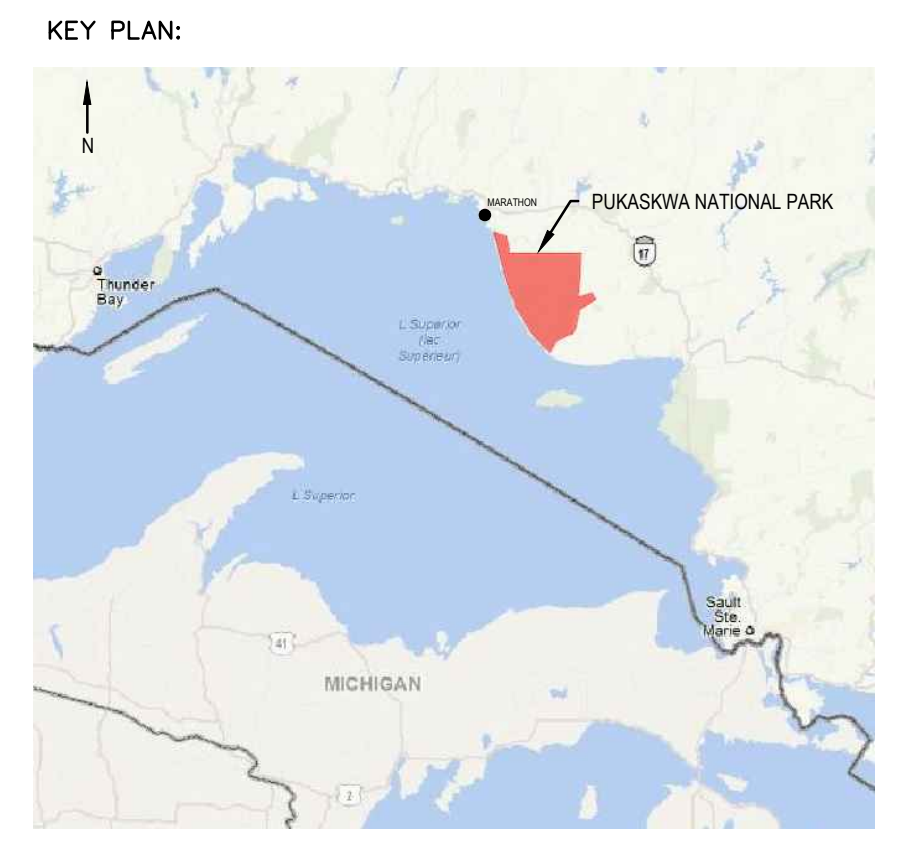 KEY PLAN:
N
MARATHON
PUKASKWA NATIONAL PARK
17
Thunder
Bay
L Superior
(lac
Supérieur)
L Superior
Sault
Ste.
Marie
41
MICHIGAN
2